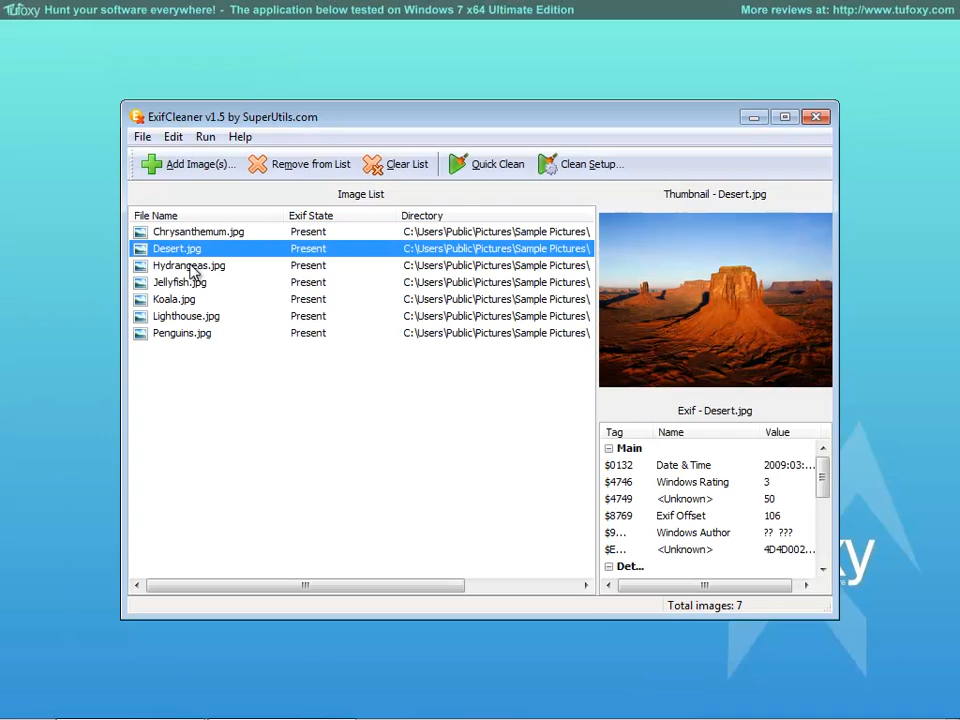 Tufoxy Hunt your software everywhere! - The application below tested on Windows 7 x64 Ultimate Edition More reviews at: http://www.tufoxy.com
ExifCleaner v1.5 by SuperUtils.com
File Edit Run Help
Add Image(s)... Remove from List Clear List Quick Clean Clean Setup...
Image List
File Name Exif State Directory
Chrysanthemum.jpg Present C:\Users\Public\Pictures\Sample Pictures\
Desert.jpg Present C:\Users\Public\Pictures\Sample Pictures\
Hydrangeas.jpg Present C:\Users\Public\Pictures\Sample Pictures\
Jellyfish.jpg Present C:\Users\Public\Pictures\Sample Pictures\
Koala.jpg Present C:\Users\Public\Pictures\Sample Pictures\
Lighthouse.jpg Present C:\Users\Public\Pictures\Sample Pictures\
Penguins.jpg Present C:\Users\Public\Pictures\Sample Pictures\
Thumbnail - Desert.jpg
Exif - Desert.jpg
Tag Name Value
Main
$0132 Date & Time 2009:03:...
$4746 Windows Rating 3
$4749 <Unknown> 50
$8769 Exif Offset 106
$9... Windows Author ?? ???
$E... <Unknown> 4D4D002...
Det...
Total images: 7
xy